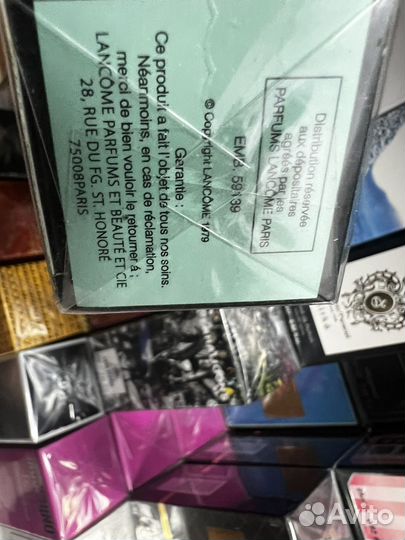 Distribution réservée
aux dépositaires
agréés par les
PARFUMS LANCÔME PARIS
EMB 59139
© Copyright LANCÔME 1979
Garantie :
Ce produit a fait l'objet de tous nos soins.
Néanmoins, en cas de réclamation,
merci de bien vouloir le retourner à :
LANCÔME PARFUMS ET BEAUTÉ ET CIE
28, RUE DU FG. ST. HONORÉ
75008PARIS
Avito